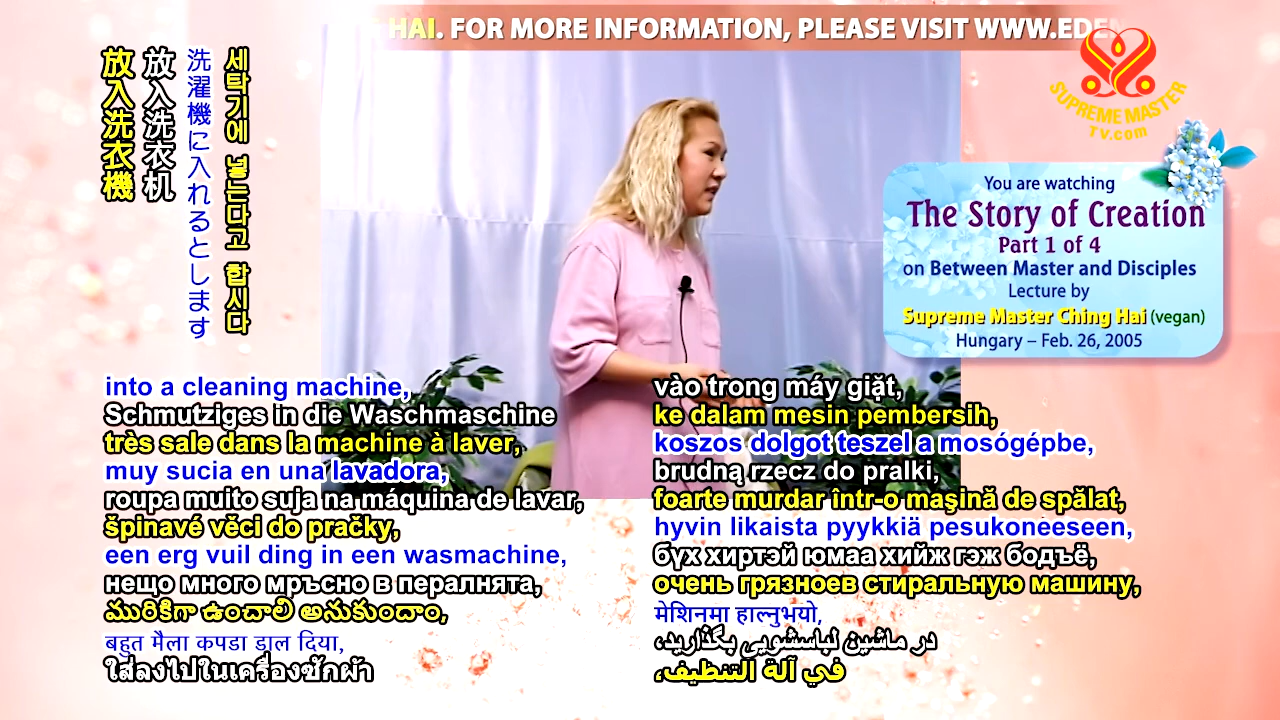 HAI. FOR MORE INFORMATION, PLEASE VISIT WWW.EDEN
SUPREME MASTER
TV.com
放入洗衣機
放入洗衣机
洗濯機に入れるとします
세탁기에 넣는다고 합시다
You are watching
The Story of Creation
Part 1 of 4
on Between Master and Disciples
Lecture by
Supreme Master Ching Hai (vegan)
Hungary – Feb. 26, 2005
into a cleaning machine,
Schmutziges in die Waschmaschine
très sale dans la machine à laver,
muy sucia en una lavadora,
roupa muito suja na máquina de lavar,
špinavé věci do pračky,
een erg vuil ding in een wasmachine,
нещо много мръсно в пералнята,
మురికిగా ఉంచాలి అనుకుందాం,
बहुत मैला कपडा डाल दिया,
ใส่ลงไปในเครื่องซักผ้า
vào trong máy giặt,
ke dalam mesin pembersih,
koszos dolgot teszel a mosógépbe,
brudną rzecz do pralki,
foarte murdar într-o maşină de spălat,
hyvin likaista pyykkiä pesukoneeseen,
бүх хиртэй юмаа хийж гэж бодъё,
очень грязноев стиральную машину,
मेशिनमा हाल्नुभयो,
در ماشین لباسشویی بگذارید،
في آلة التنظيف،